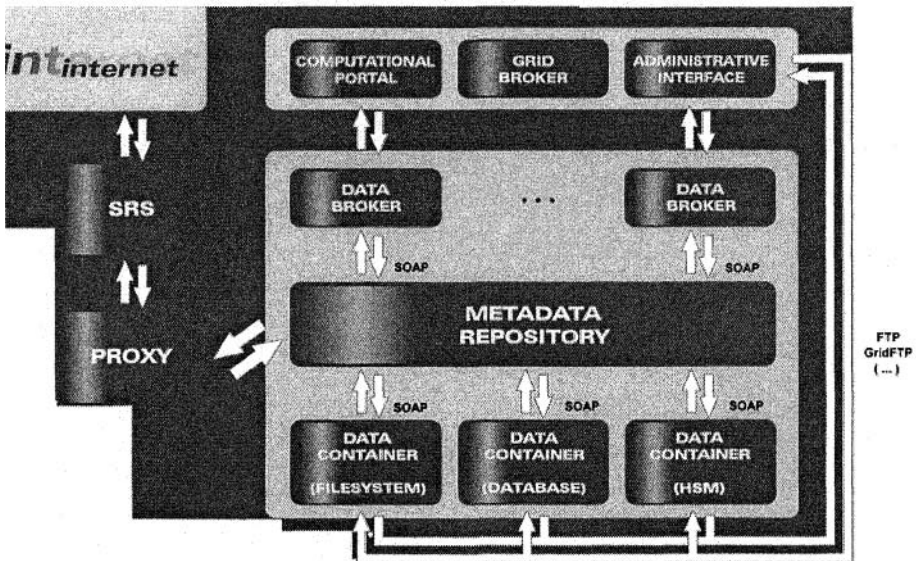 int internet
COMPUTATIONAL
PORTAL
GRID
BROKER
ADMINISTRATIVE
INTERFACE
SRS
DATA
BROKER
...
DATA
BROKER
SOAP
SOAP
METADATA
REPOSITORY
PROXY
FTP
GridFTP
(...)
SOAP
SOAP
SOAP
DATA
CONTAINER
(FILESYSTEM)
DATA
CONTAINER
(DATABASE)
DATA
CONTAINER
(HSM)